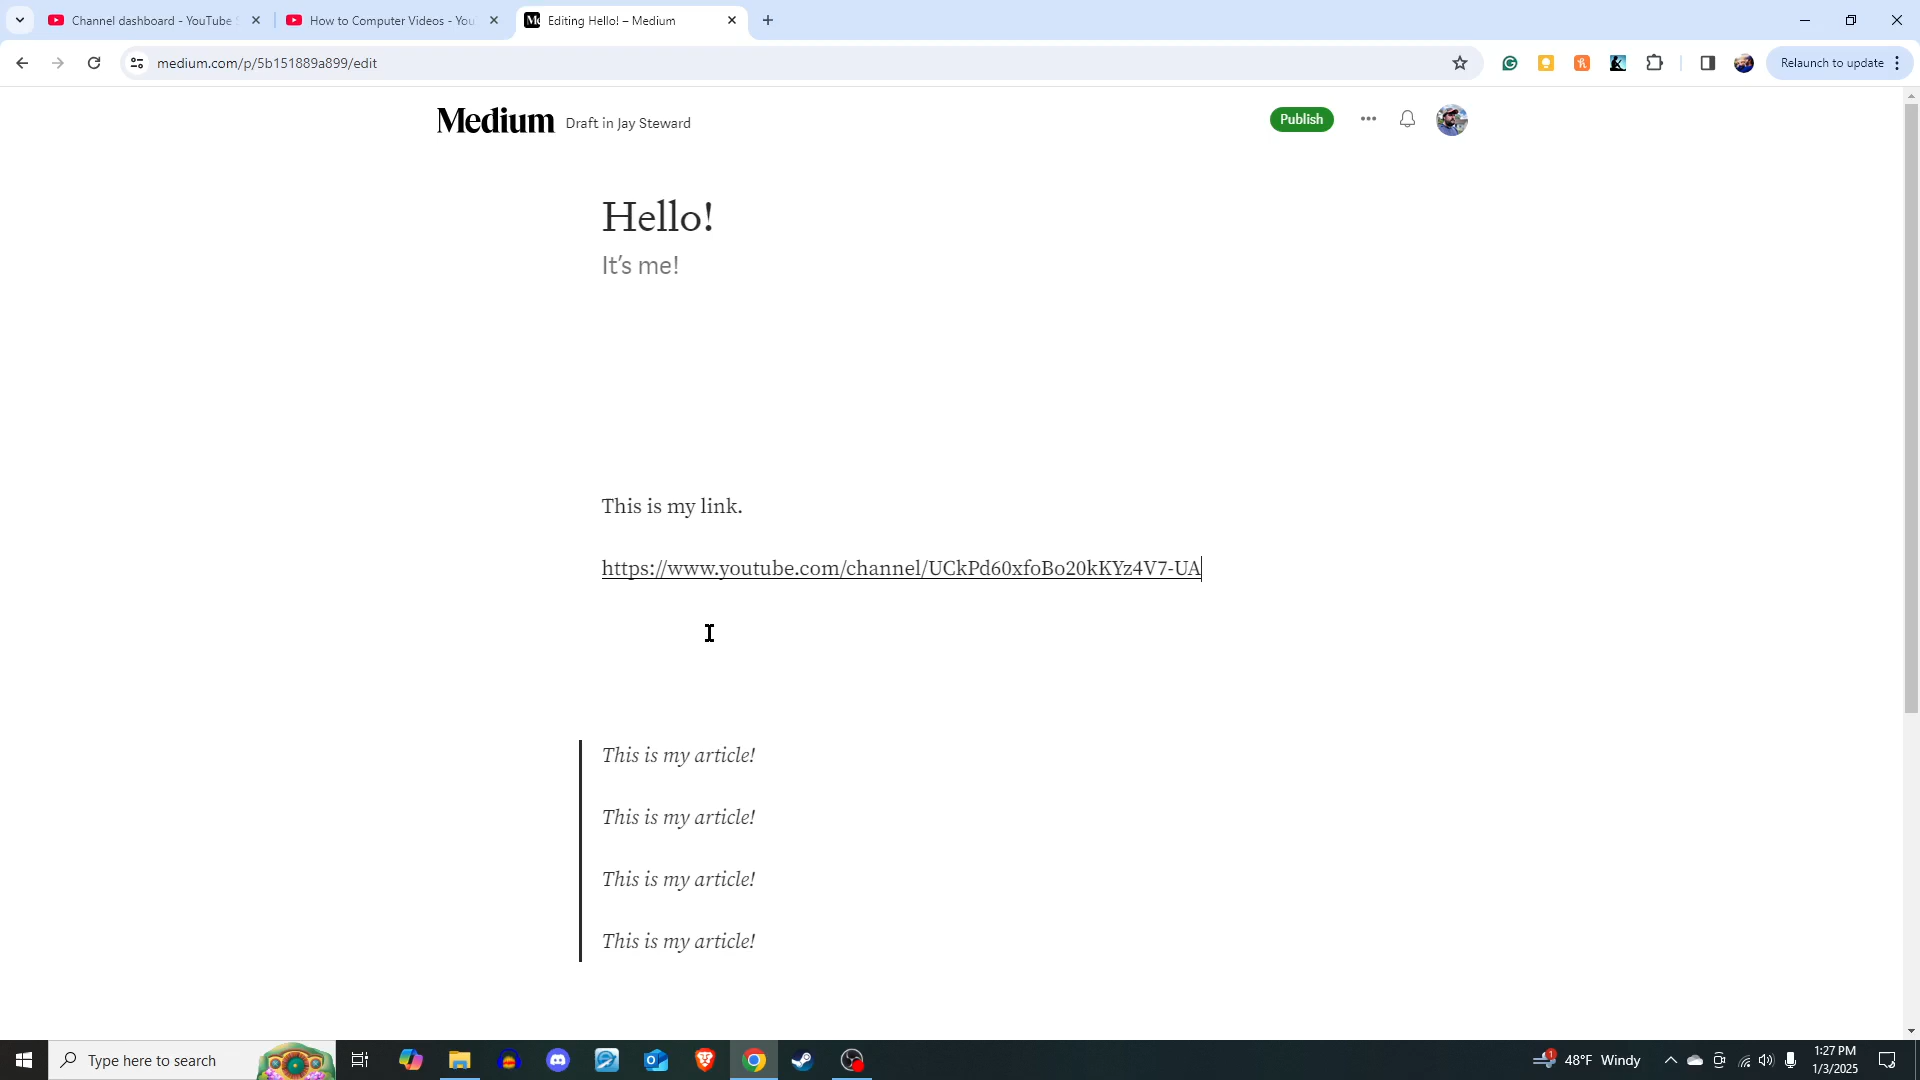 Channel dashboard - YouTube
How to Computer Videos - You
Editing Hello! – Medium
medium.com/p/5b151889a899/edit
Relaunch to update
Medium Draft in Jay Steward
Publish
Hello!
It’s me!
This is my link.
https://www.youtube.com/channel/UCkPd60xfoBo20kKYz4V7-UA
This is my article!
This is my article!
This is my article!
This is my article!
Type here to search
1
48°F Windy
1:27 PM
1/3/2025